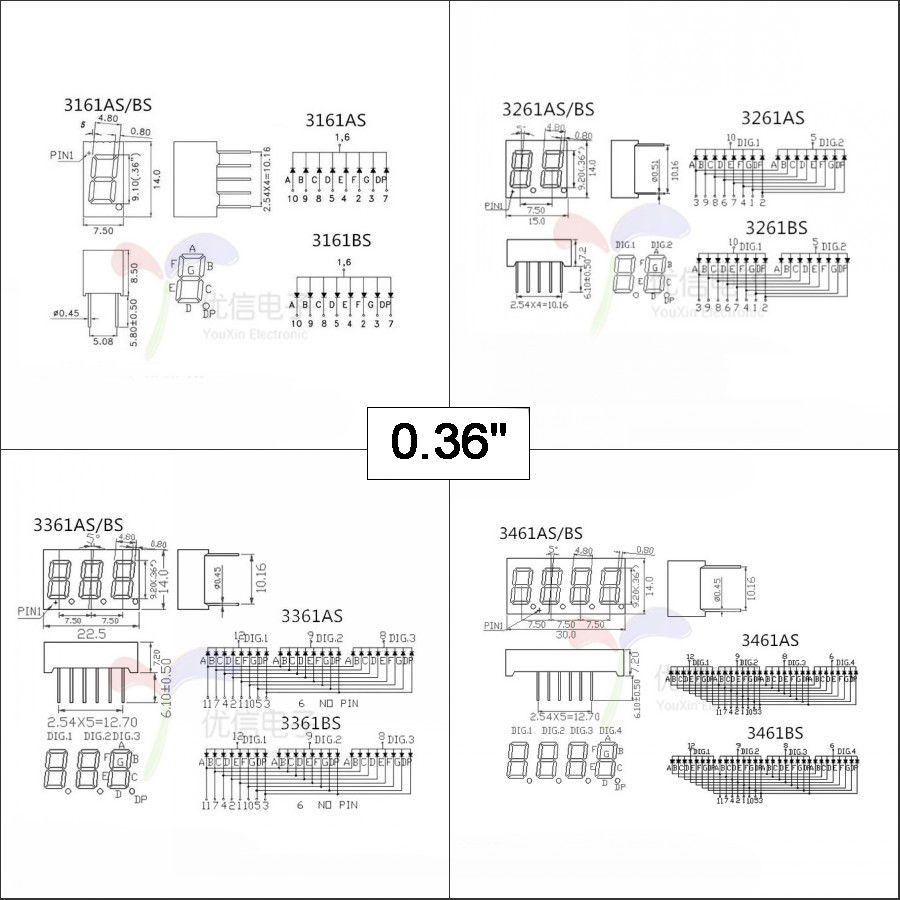 3161AS/BS
5
4.80
0.80
PIN1
9.10(.36")
14.0
7.50
2.54X4=10.16
3161AS
1,6
A B C D E F G DP
10 9 8 5 4 2 3 7
8.50
ø0.45
5.08
5.80±0.50
A
F B
G
E C
D DP
3161BS
1,6
A B C D E F G DP
10 9 8 5 4 2 3 7
优信电子
YouXin Electronic
3261AS/BS
5°
4.80
0.80
9.20(.36")
14.0
PIN1
7.50
15.0
ø0.51
10.16
3261AS
10 DIG.1 5 DIG.2
A B C D E F G DP A B C D E F G DP
3 9 8 6 7 4 1 2
7.2
6.10±0.50
2.54X4=10.16
DIG.1 DIG.2
A
F B
G
E C
D DP
3261BS
10 DIG.1 5 DIG.2
A B C D E F G DP A B C D E F G DP
3 9 8 6 7 4 1 2
优信电子
YouXin Electronic
0.36"
3361AS/BS
5°
4.80
0.80
9.20(.36")
14.0
PIN1
7.50 7.50
22.5
ø0.45
10.16
3361AS
12 DIG.1 9 DIG.2 8 DIG.3
A B C D E F G DP A B C D E F G DP A B C D E F G DP
11 7 4 2 1 10 5 3 6 NO PIN
7.20
6.10±0.50
2.54X5=12.70
DIG.1 DIG.2 DIG.3
A
F B
G
E C
D DP
3361BS
12 DIG.1 9 DIG.2 8 DIG.3
A B C D E F G DP A B C D E F G DP A B C D E F G DP
11 7 4 2 1 10 5 3 6 NO PIN
优信电子
3461AS/BS
5°
4.80
0.80
9.20(.36")
14.0
PIN1
7.50 7.50 7.50
30.0
ø0.45
10.16
3461AS
12 DIG.1 9 DIG.2 8 DIG.3 6 DIG.4
A B C D E F G DP A B C D E F G DP A B C D E F G DP A B C D E F G DP
11 7 4 2 1 10 5 3
7.20
6.10±0.50
2.54X5=12.70
DIG.1 DIG.2 DIG.3 DIG.4
A
F B
G
E C
D DP
3461BS
12 DIG.1 9 DIG.2 8 DIG.3 6 DIG.4
A B C D E F G DP A B C D E F G DP A B C D E F G DP A B C D E F G DP
11 7 4 2 1 10 5 3
优信电子
YouXin Electronic